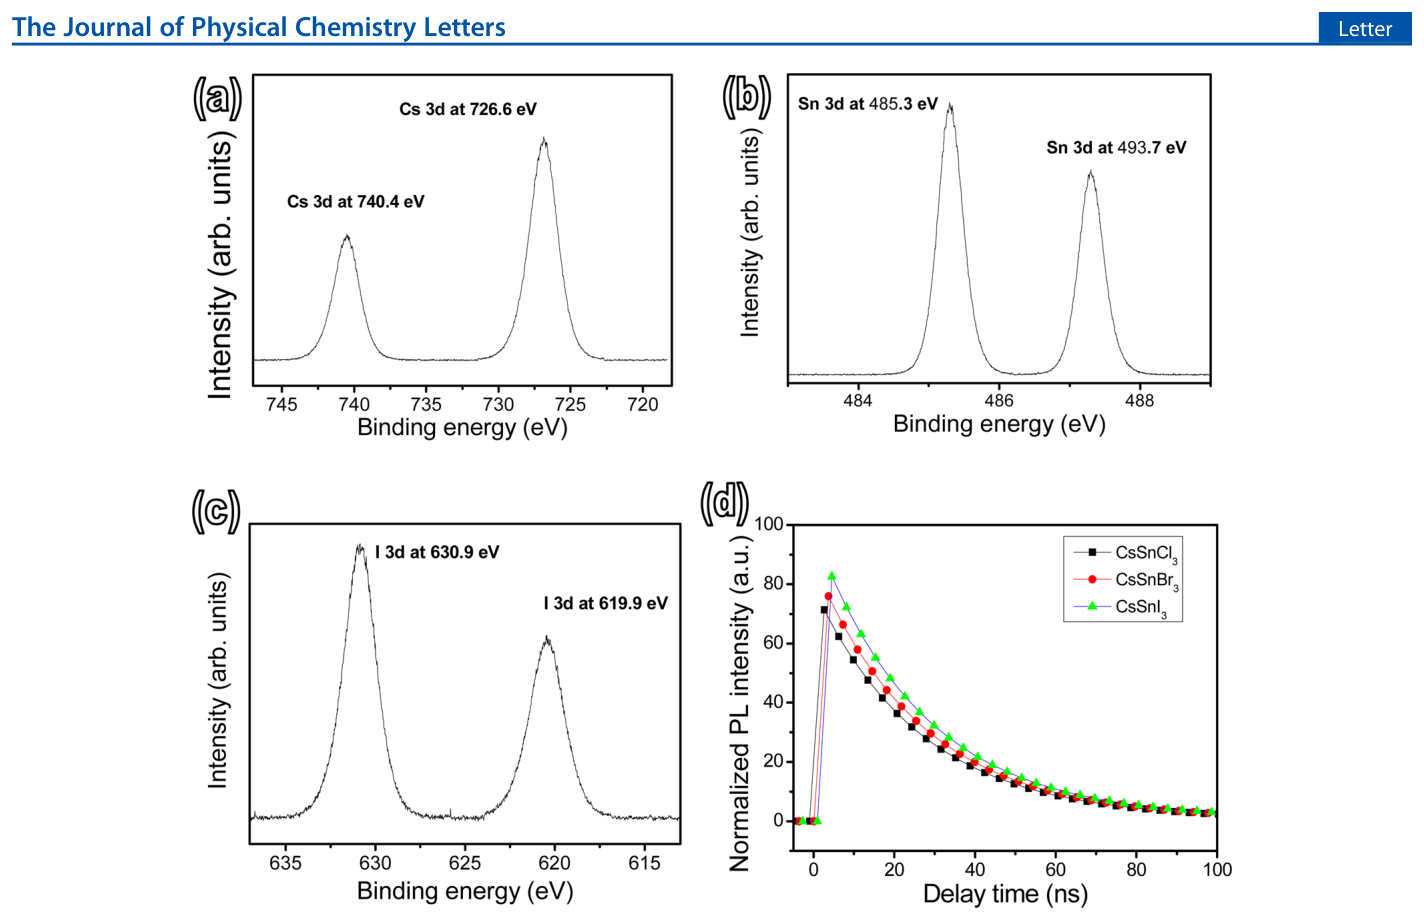 The Journal of Physical Chemistry Letters
Letter
(a)
Cs 3d at 726.6 eV
Cs 3d at 740.4 eV
Intensity (arb. units)
745 740 735 730 725 720
Binding energy (eV)
(b)
Sn 3d at 485.3 eV
Sn 3d at 493.7 eV
Intensity (arb. units)
484 486 488
Binding energy (eV)
(c)
I 3d at 630.9 eV
I 3d at 619.9 eV
Intensity (arb. units)
635 630 625 620 615
Binding energy (eV)
(d)
CsSnCl3
CsSnBr3
CsSnI3
Normalized PL intensity (a.u.)
100
80
60
40
20
0
0 20 40 60 80 100
Delay time (ns)